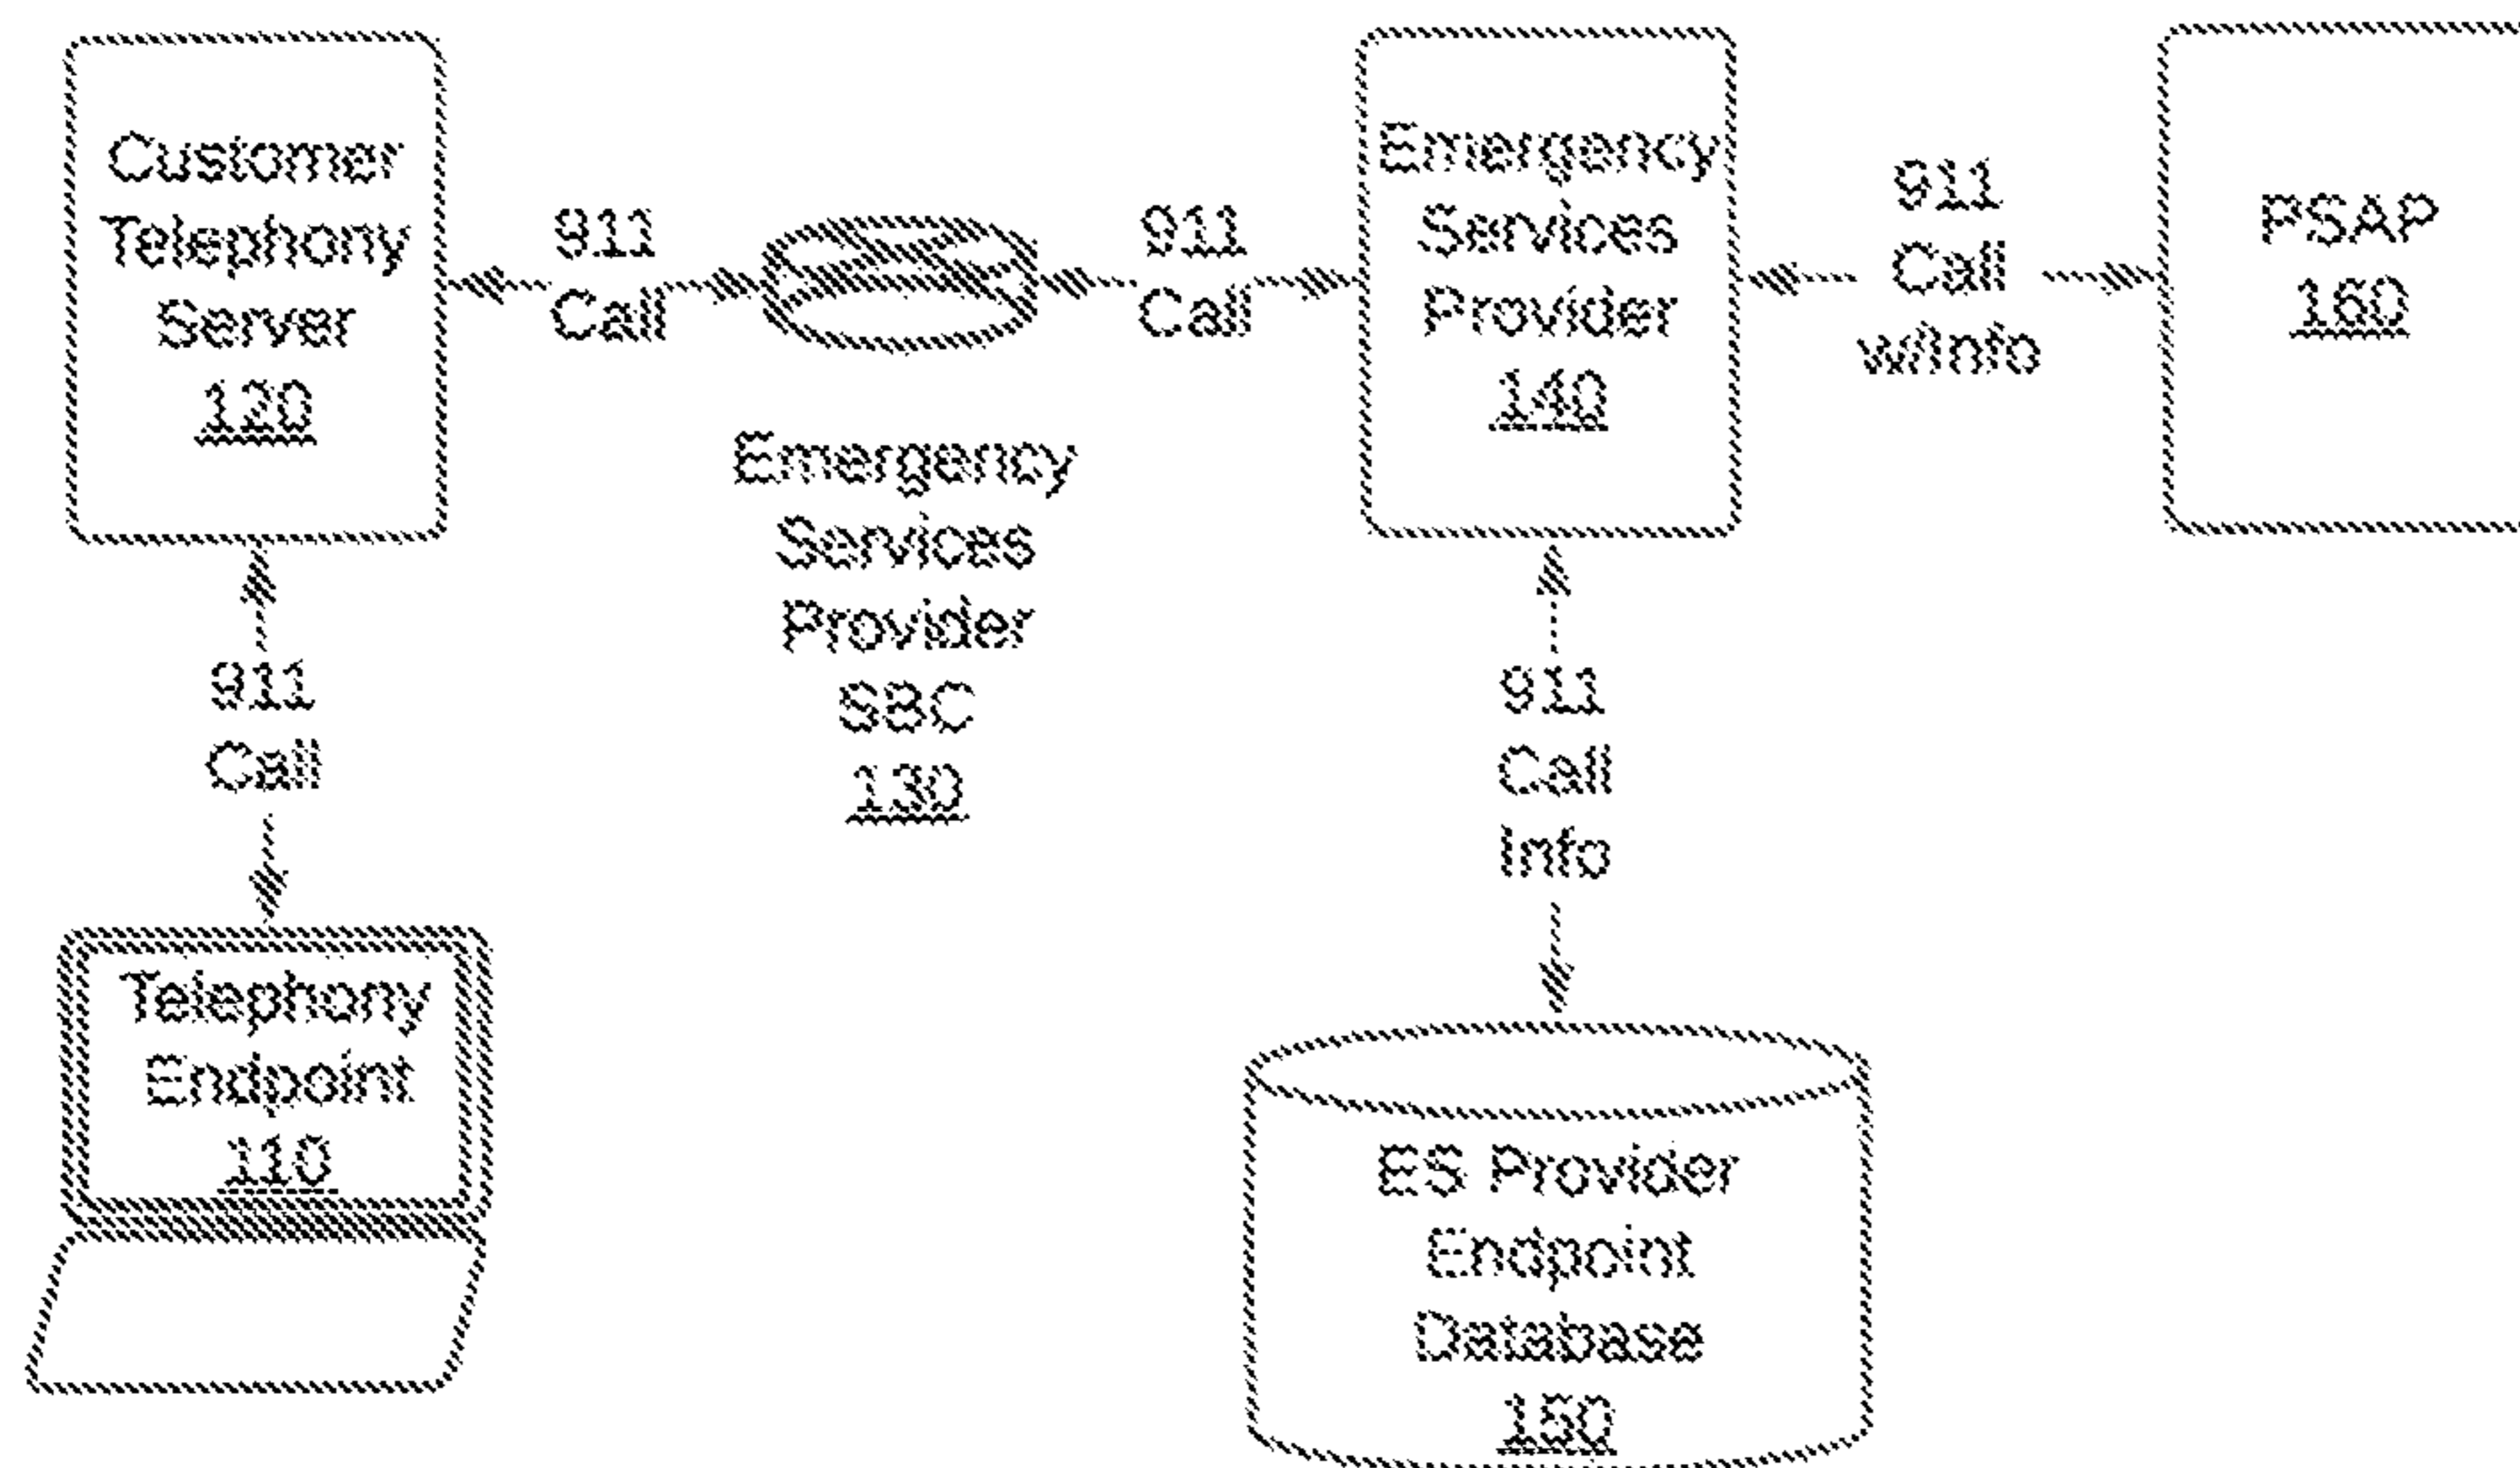 Customer
Telephony
Server
120
911
Call
Emergency
Services
Provider
SBC
130
911
Call
Emergency
Services
Provider
140
911
Call
w/Info
PSAP
160
911
Call
Telephony
Endpoint
110
911
Call
Info
ES Provider
Endpoint
Database
150